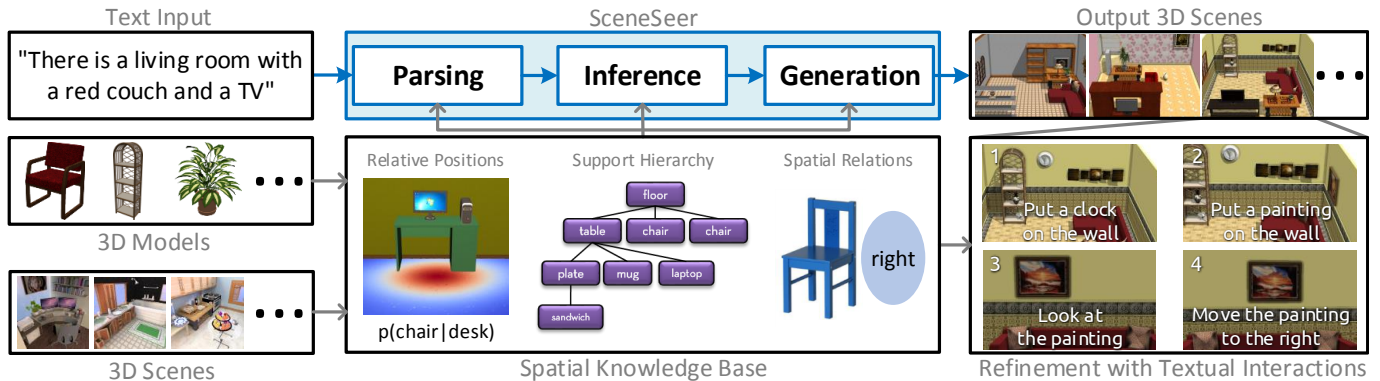 Text Input
"There is a living room with
a red couch and a TV"
SceneSeer
Parsing
Inference
Generation
Output 3D Scenes
3D Models
3D Scenes
Relative Positions
p(chair|desk)
Support Hierarchy
floor
table
chair
chair
plate
mug
laptop
sandwich
Spatial Relations
right
Spatial Knowledge Base
1
Put a clock
on the wall
2
Put a painting
on the wall
3
Look at
the painting
4
Move the painting
to the right
Refinement with Textual Interactions